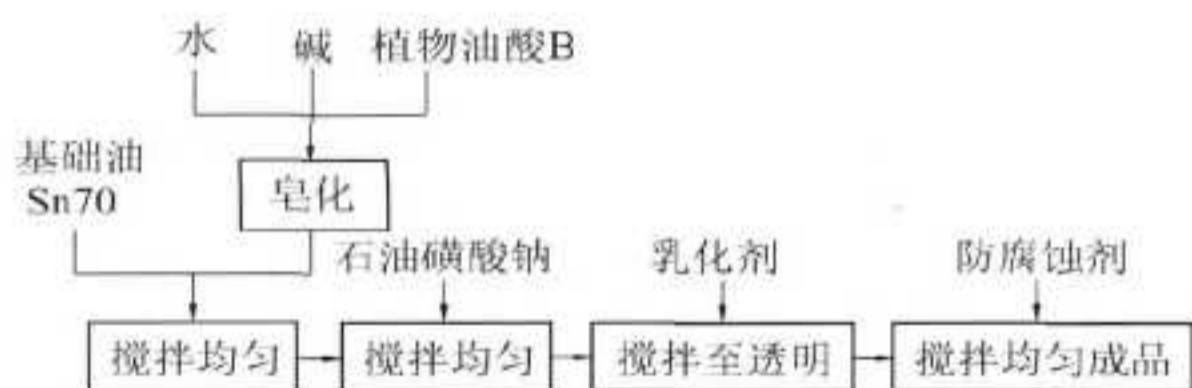 水 碱 植物油酸B
基础油
Sn70
皂化
石油磺酸钠 乳化剂 防腐蚀剂
搅拌均匀 搅拌均匀 搅拌至透明 搅拌均匀成品